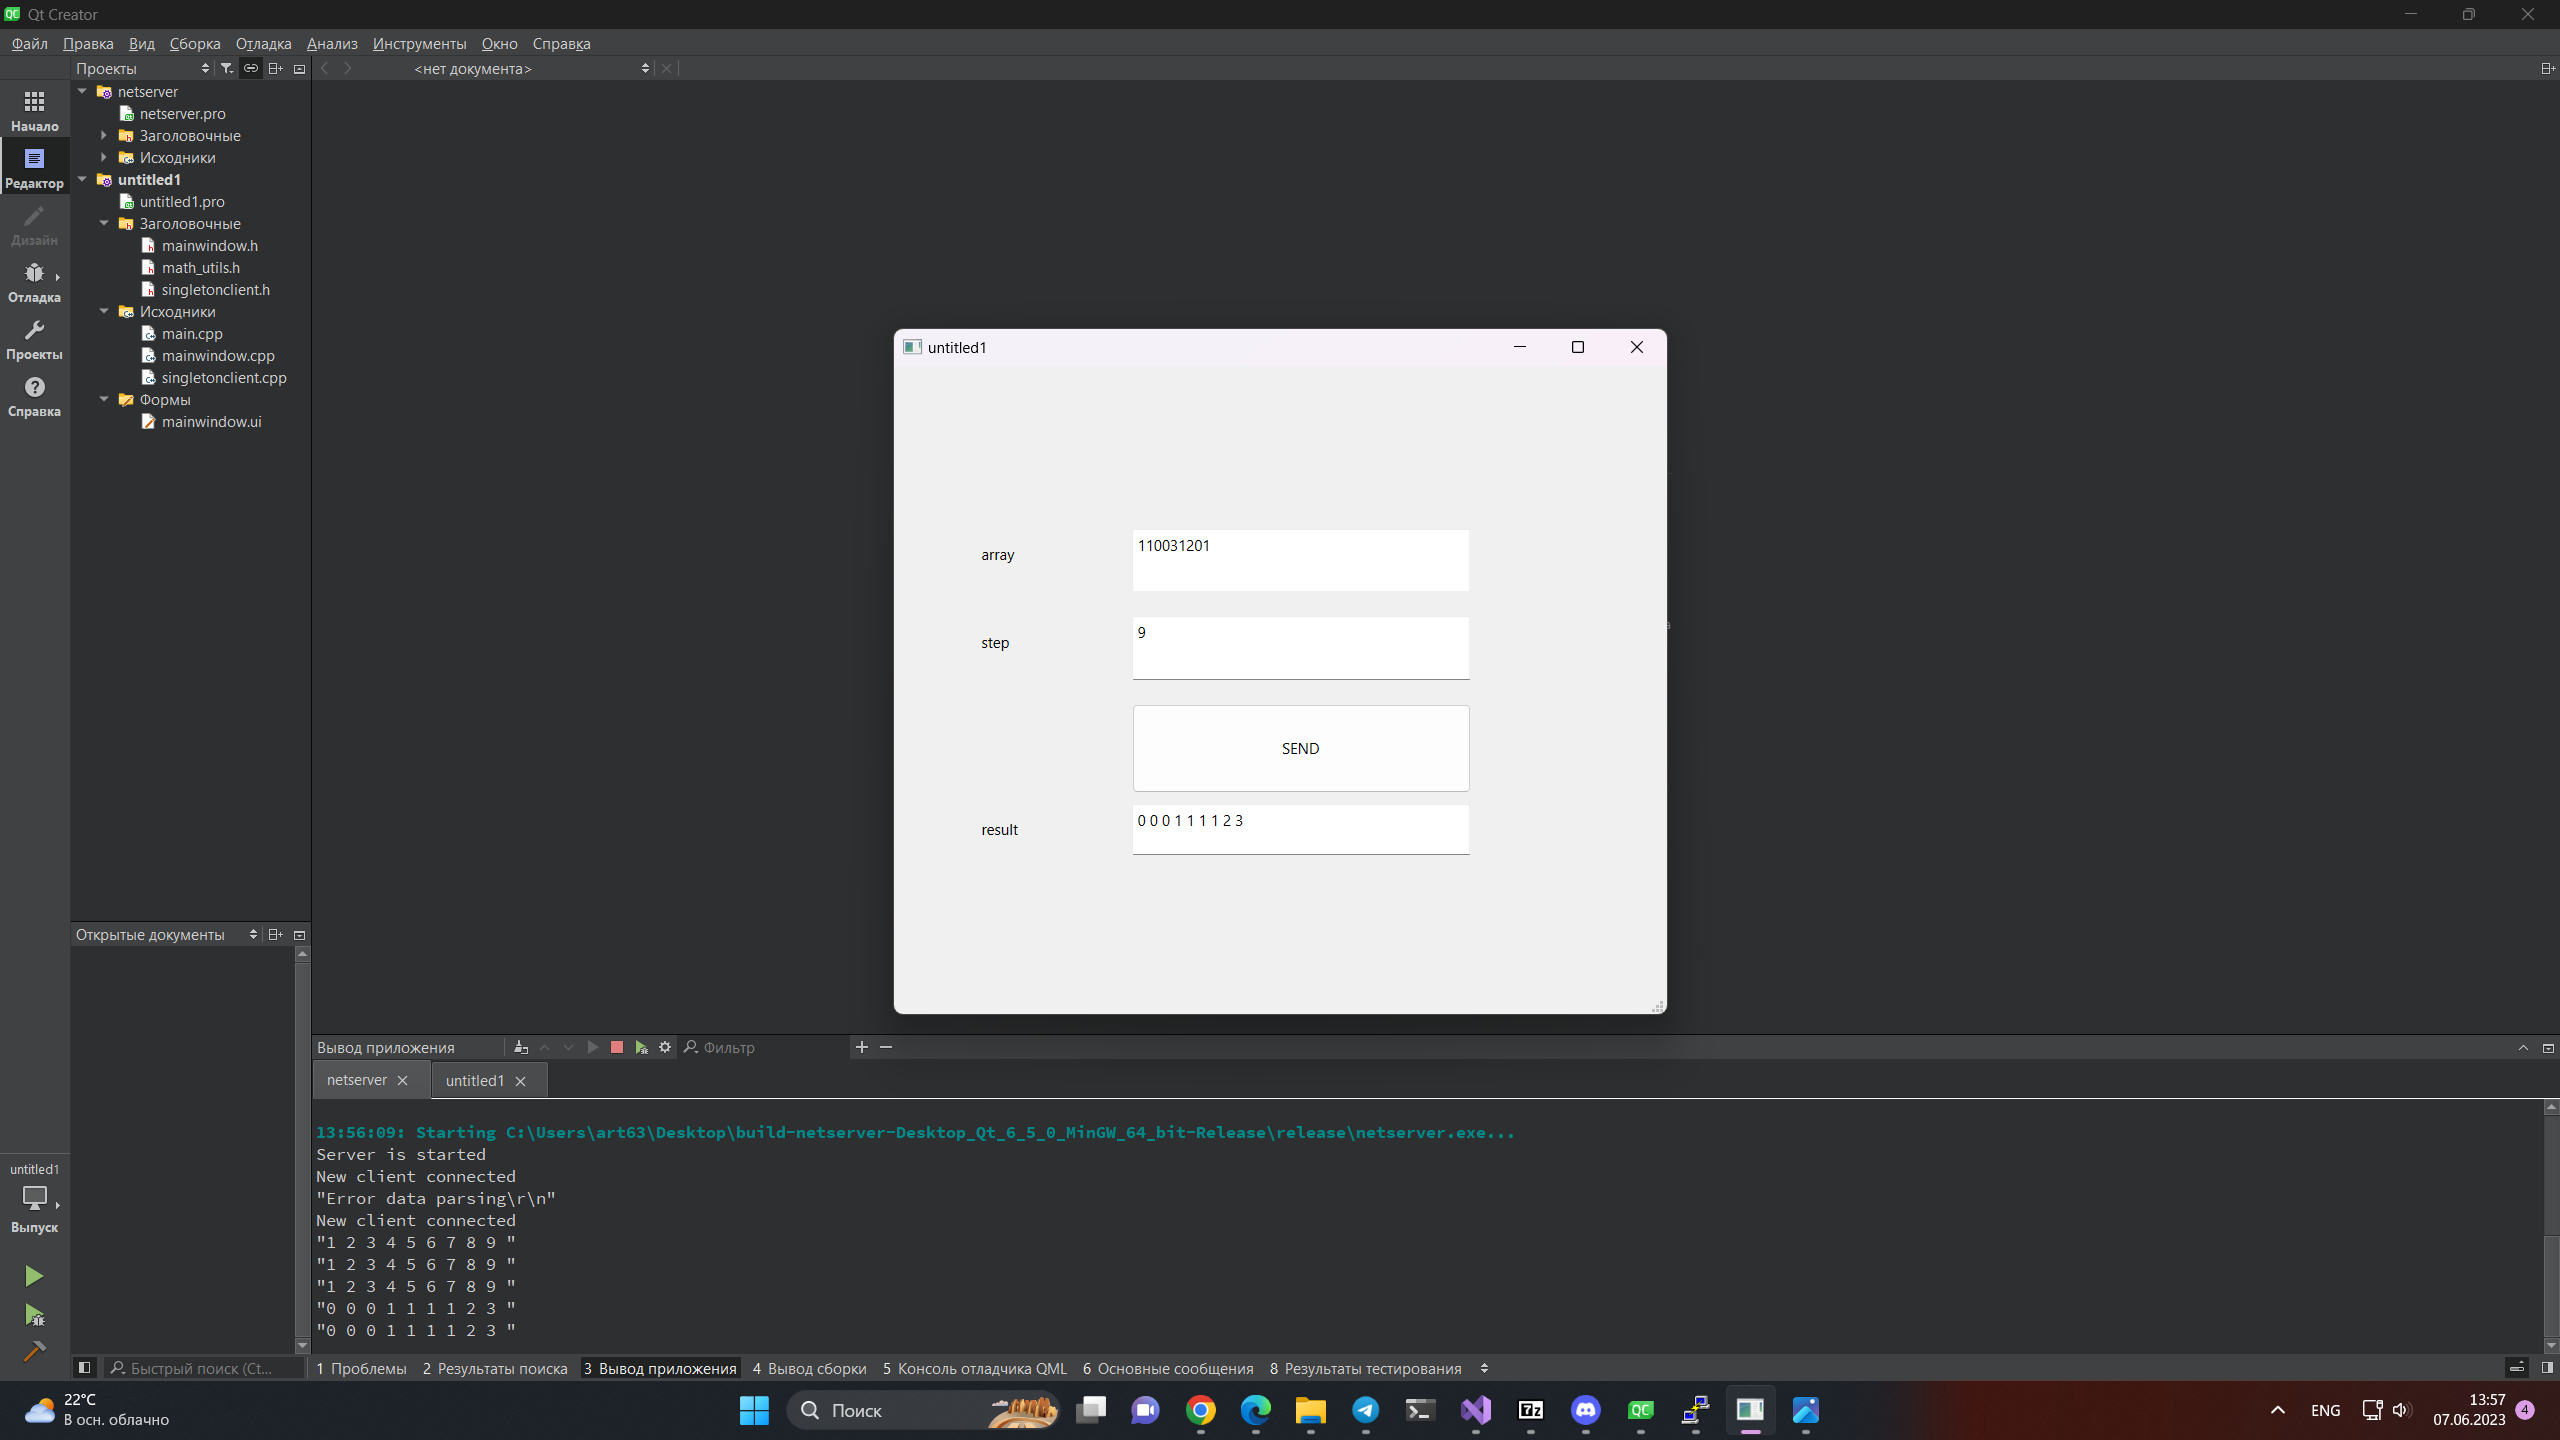 Qt Creator
Файл Правка Вид Сборка Отладка Анализ Инструменты Окно Справка
Проекты
<нет документа>
Начало
Редактор
Дизайн
Отладка
Проекты
Справка
netserver
netserver.pro
Заголовочные
Исходники
untitled1
untitled1.pro
Заголовочные
mainwindow.h
math_utils.h
singletonclient.h
Исходники
main.cpp
mainwindow.cpp
singletonclient.cpp
Формы
mainwindow.ui
untitled1
array
110031201
step
9
SEND
result
0 0 0 1 1 1 1 2 3
Открытые документы
Вывод приложения
Фильтр
netserver
untitled1
13:56:09: Starting C:\Users\art63\Desktop\build-netserver-Desktop_Qt_6_5_0_MinGW_64_bit-Release\release\netserver.exe...
Server is started
New client connected
"Error data parsing\r\n"
New client connected
"1 2 3 4 5 6 7 8 9 "
"1 2 3 4 5 6 7 8 9 "
"1 2 3 4 5 6 7 8 9 "
"0 0 0 1 1 1 1 2 3 "
"0 0 0 1 1 1 1 2 3 "
untitled1
Выпуск
Быстрый поиск (Ct...
1 Проблемы 2 Результаты поиска 3 Вывод приложения 4 Вывод сборки 5 Консоль отладчика QML 6 Основные сообщения 8 Результаты тестирования
22°C
В осн. облачно
Поиск
ENG
13:57
07.06.2023
4